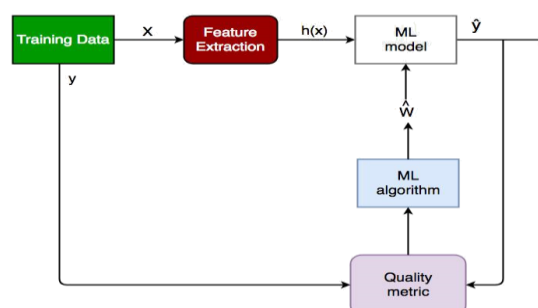 Training Data
X
Feature
Extraction
h(x)
ML
model
ŷ
y
ŵ
ML
algorithm
Quality
metric